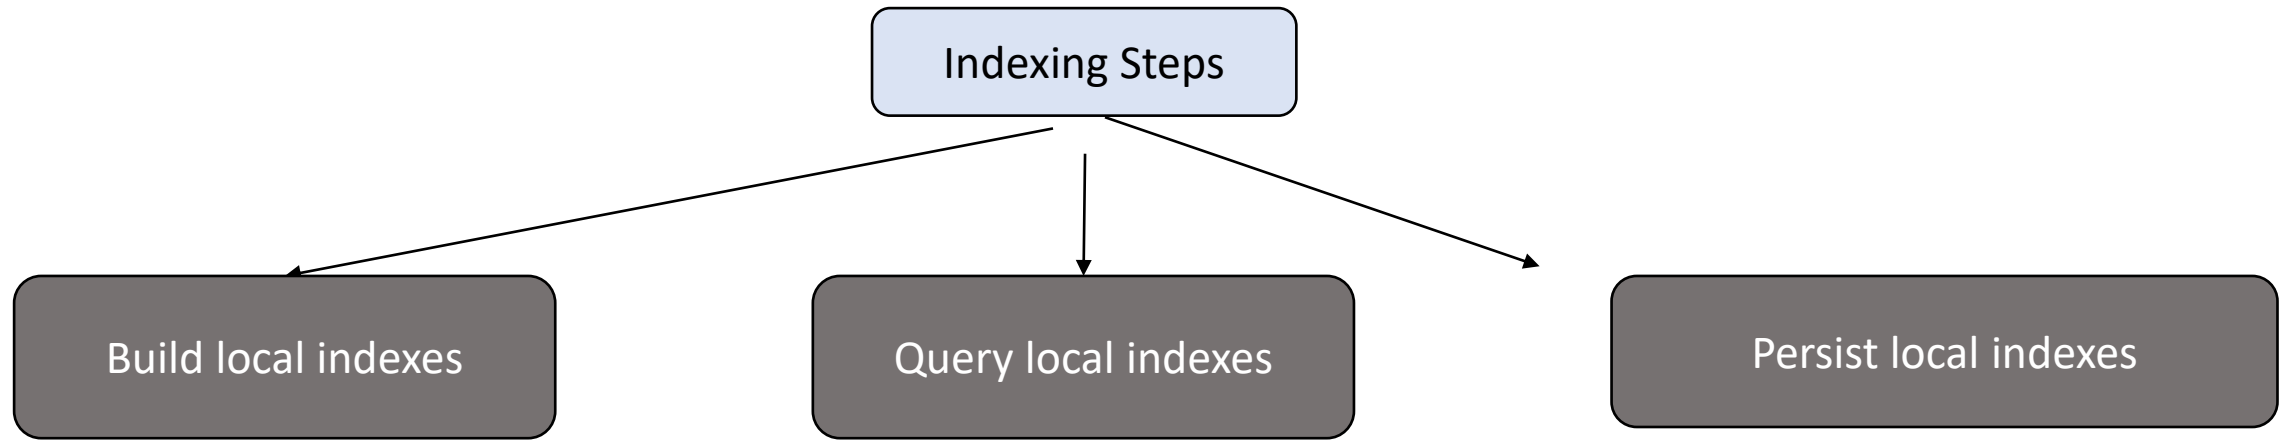 Indexing Steps
Build local indexes
Query local indexes
Persist local indexes